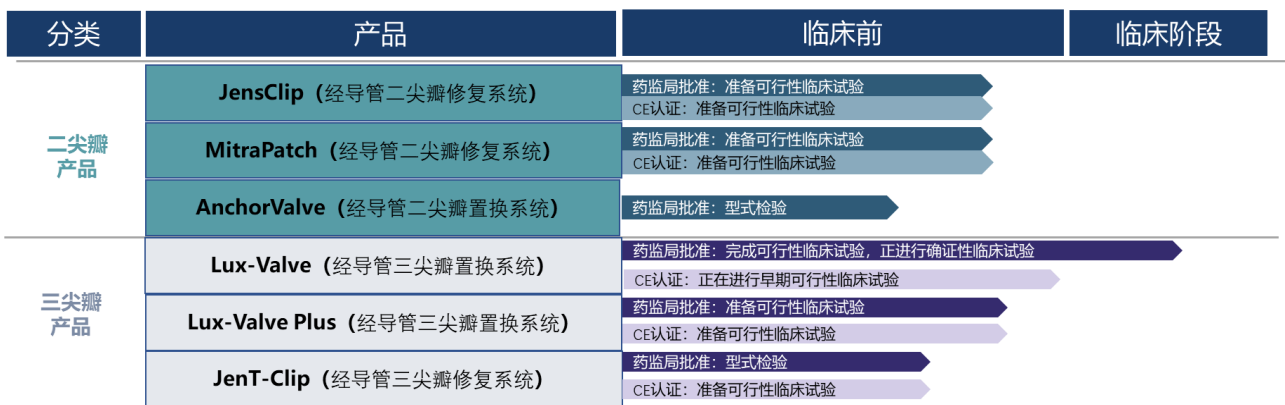 分类 产品 临床前 临床阶段
二尖瓣
产品
JensClip（经导管二尖瓣修复系统）
药监局批准：准备可行性临床试验
CE认证：准备可行性临床试验
MitraPatch（经导管二尖瓣修复系统）
药监局批准：准备可行性临床试验
CE认证：准备可行性临床试验
AnchorValve（经导管二尖瓣置换系统）
药监局批准：型式检验
三尖瓣
产品
Lux-Valve（经导管三尖瓣置换系统）
药监局批准：完成可行性临床试验，正进行确证性临床试验
CE认证：正在进行早期可行性临床试验
Lux-Valve Plus（经导管三尖瓣置换系统）
药监局批准：准备可行性临床试验
CE认证：准备可行性临床试验
JenT-Clip（经导管三尖瓣修复系统）
药监局批准：型式检验
CE认证：准备可行性临床试验